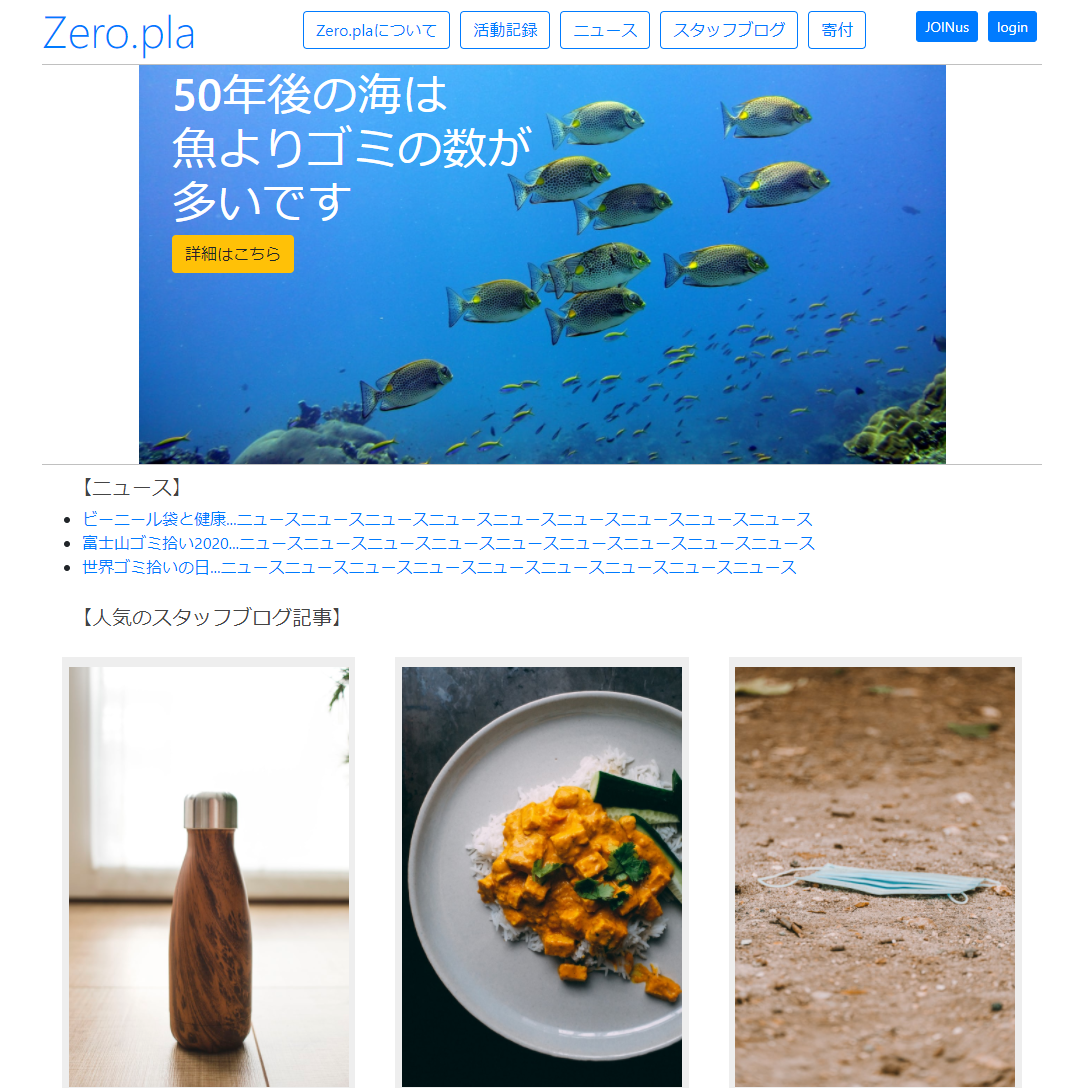 Zero.pla
Zero.plaについて
活動記録
ニュース
スタッフブログ
寄付
JOINus
login
50年後の海は
魚よりゴミの数が
多いです
詳細はこちら
【ニュース】
ビーニール袋と健康...ニュースニュースニュースニュースニュースニュースニュースニュースニュース
富士山ゴミ拾い2020...ニュースニュースニュースニュースニュースニュースニュースニュースニュース
世界ゴミ拾いの日...ニュースニュースニュースニュースニュースニュースニュースニュースニュース
【人気のスタッフブログ記事】